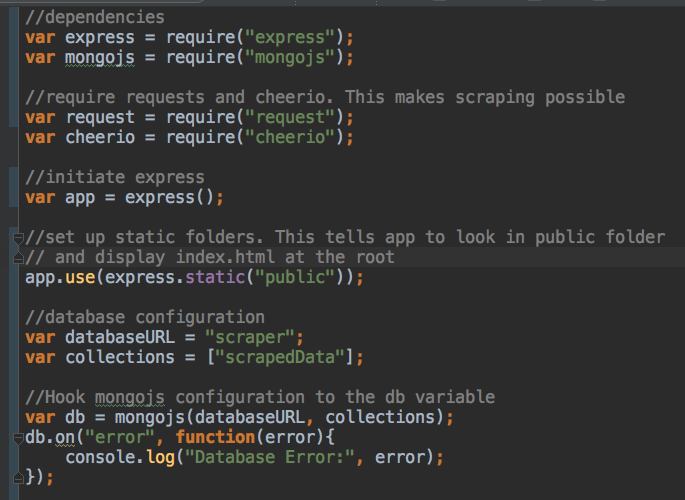 //dependencies
var express = require("express");
var mongojs = require("mongojs");
//require requests and cheerio. This makes scraping possible
var request = require("request");
var cheerio = require("cheerio");
//initiate express
var app = express();
//set up static folders. This tells app to look in public folder
// and display index.html at the root
app.use(express.static("public"));
//database configuration
var databaseURL = "scraper";
var collections = ["scrapedData"];
//Hook mongojs configuration to the db variable
var db = mongojs(databaseURL, collections);
db.on("error", function(error){
    console.log("Database Error:", error);
});